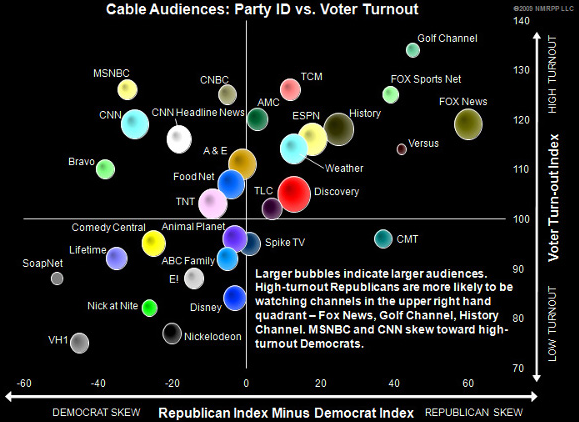 Cable Audiences: Party ID vs. Voter Turnout
©2009 NMRPP LLC
140
Golf Channel
HIGH TURNOUT
130
MSNBC
CNBC
TCM
FOX Sports Net
FOX News
CNN
CNN Headline News
AMC
ESPN
History
120
Versus
Bravo
A & E
Weather
110
Food Net
TNT
TLC
Discovery
100
Voter Turn-out Index
Comedy Central
Animal Planet
Spike TV
CMT
Lifetime
ABC Family
90
SoapNet
E!
Larger bubbles indicate larger audiences.
High-turnout Republicans are more likely to be
watching channels in the upper right hand
quadrant – Fox News, Golf Channel, History
Channel. MSNBC and CNN skew toward high-
turnout Democrats.
Nick at Nite
Disney
80
VH1
Nickelodeon
LOW TURNOUT
70
-60 -40 -20 0 20 40 60
DEMOCRAT SKEW Republican Index Minus Democrat Index REPUBLICAN SKEW